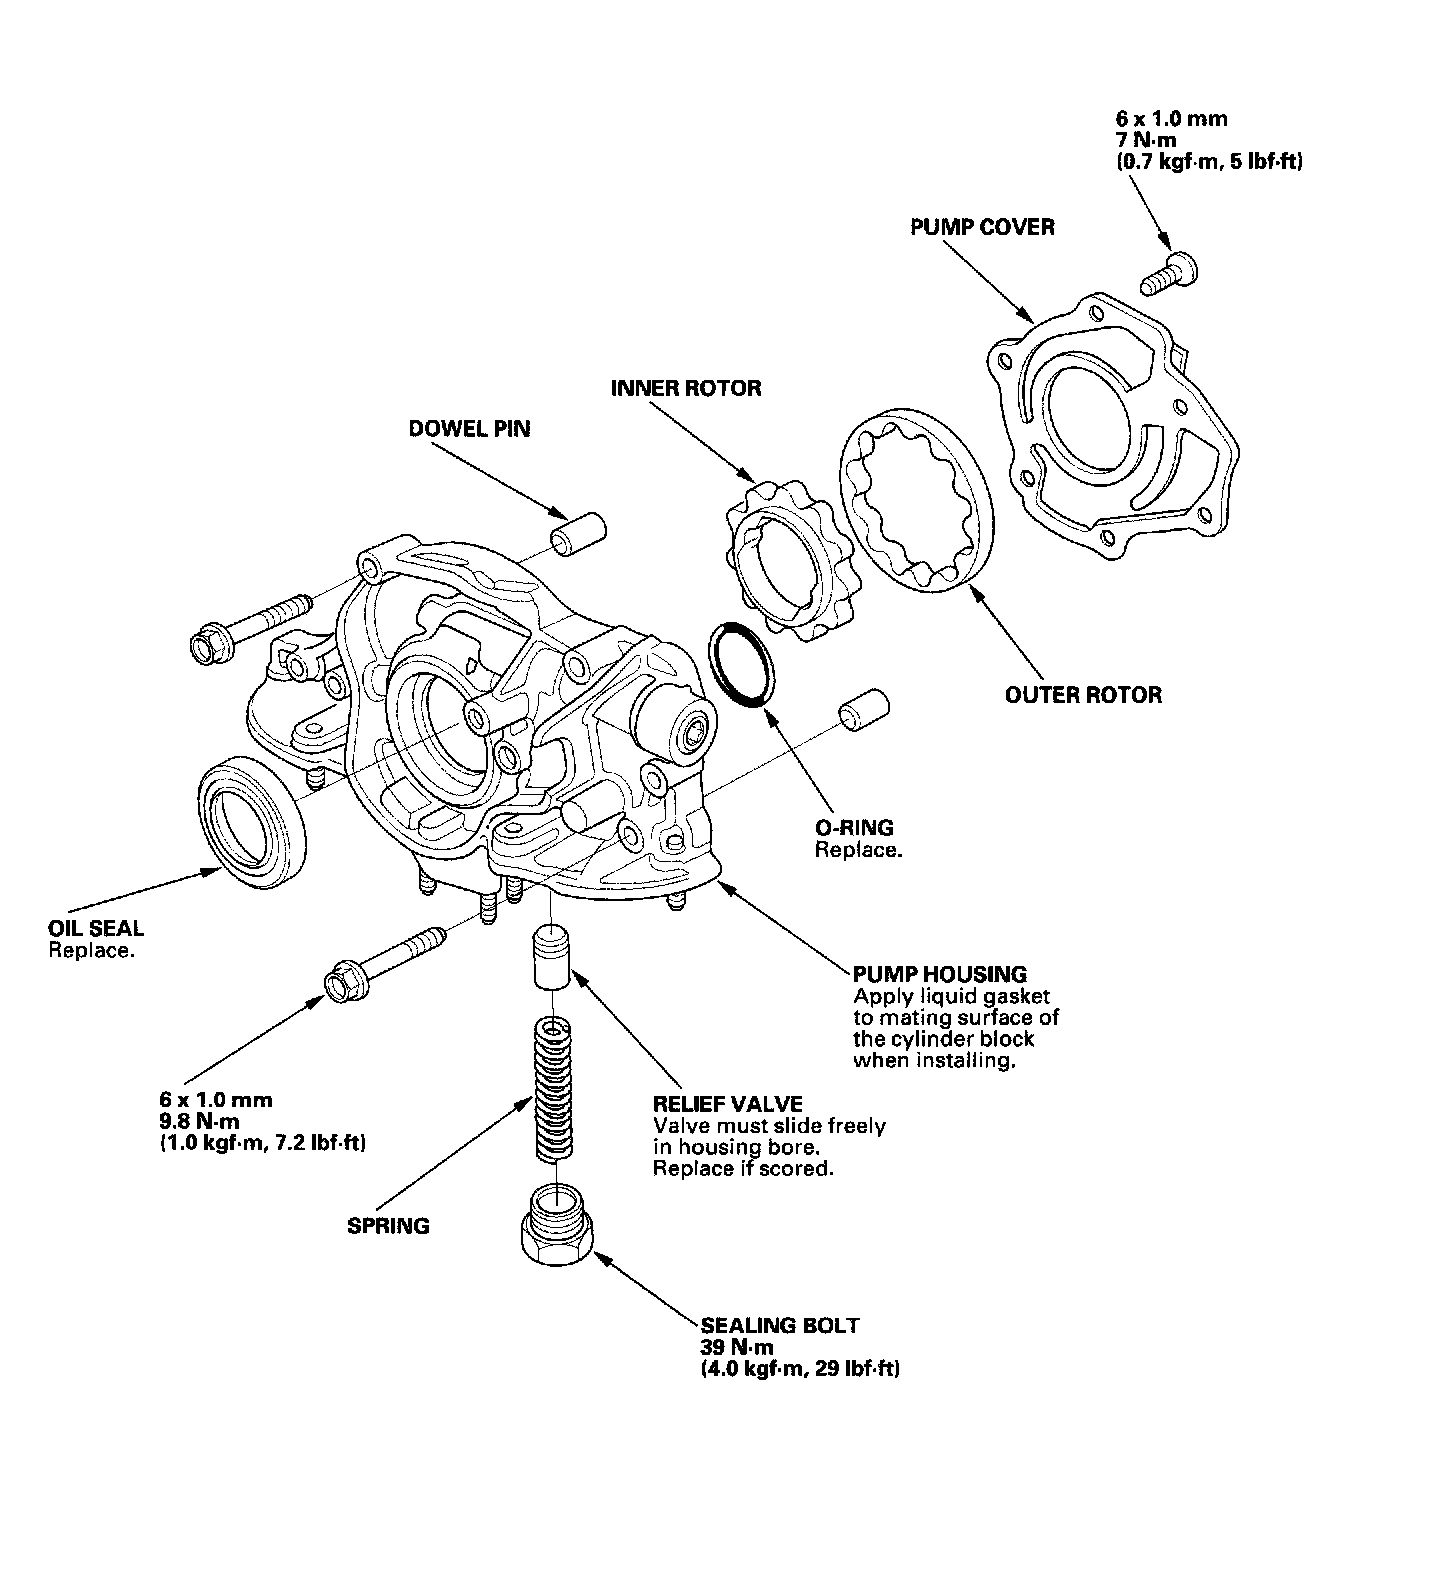 6 x 1.0 mm
7 N·m
(0.7 kgf·m, 5 lbf·ft)
PUMP COVER
INNER ROTOR
DOWEL PIN
OUTER ROTOR
O-RING
Replace.
OIL SEAL
Replace.
PUMP HOUSING
Apply liquid gasket
to mating surface of
the cylinder block
when installing.
6 x 1.0 mm
9.8 N·m
(1.0 kgf·m, 7.2 lbf·ft)
RELIEF VALVE
Valve must slide freely
in housing bore.
Replace if scored.
SPRING
SEALING BOLT
39 N·m
(4.0 kgf·m, 29 lbf·ft)